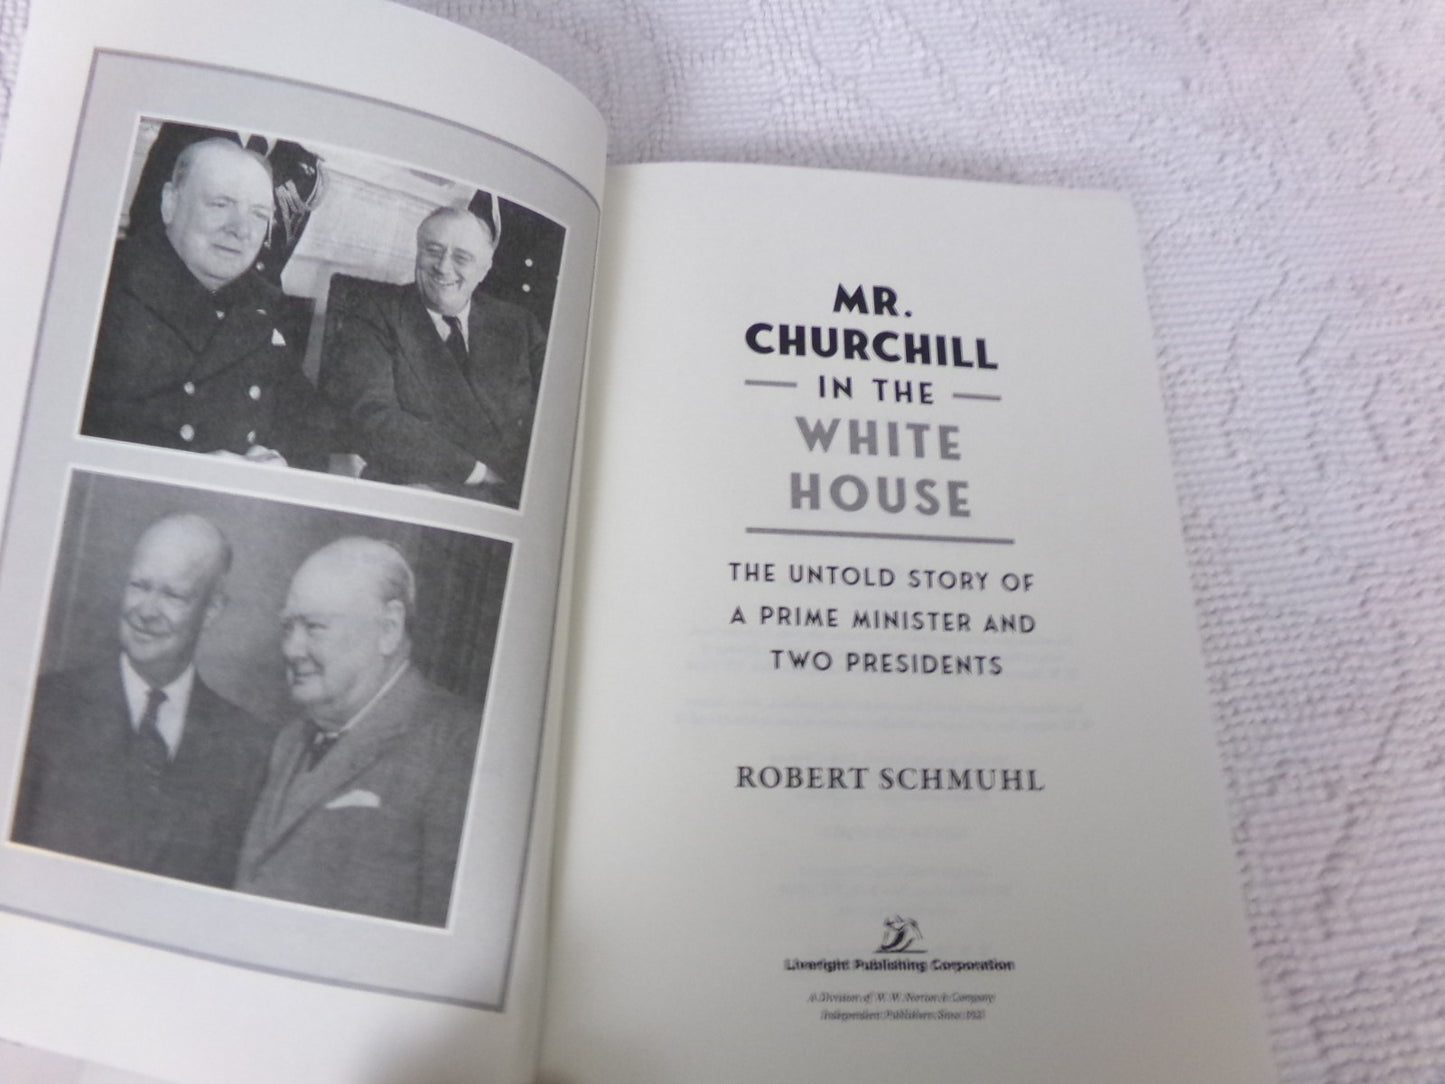 MR.
CHURCHILL
IN THE
WHITE
HOUSE
THE UNTOLD STORY OF
A PRIME MINISTER AND
TWO PRESIDENTS
ROBERT SCHMUHL
Liveright Publishing Corporation
A Division of W. W. Norton & Company
Independent Publishers Since 1923